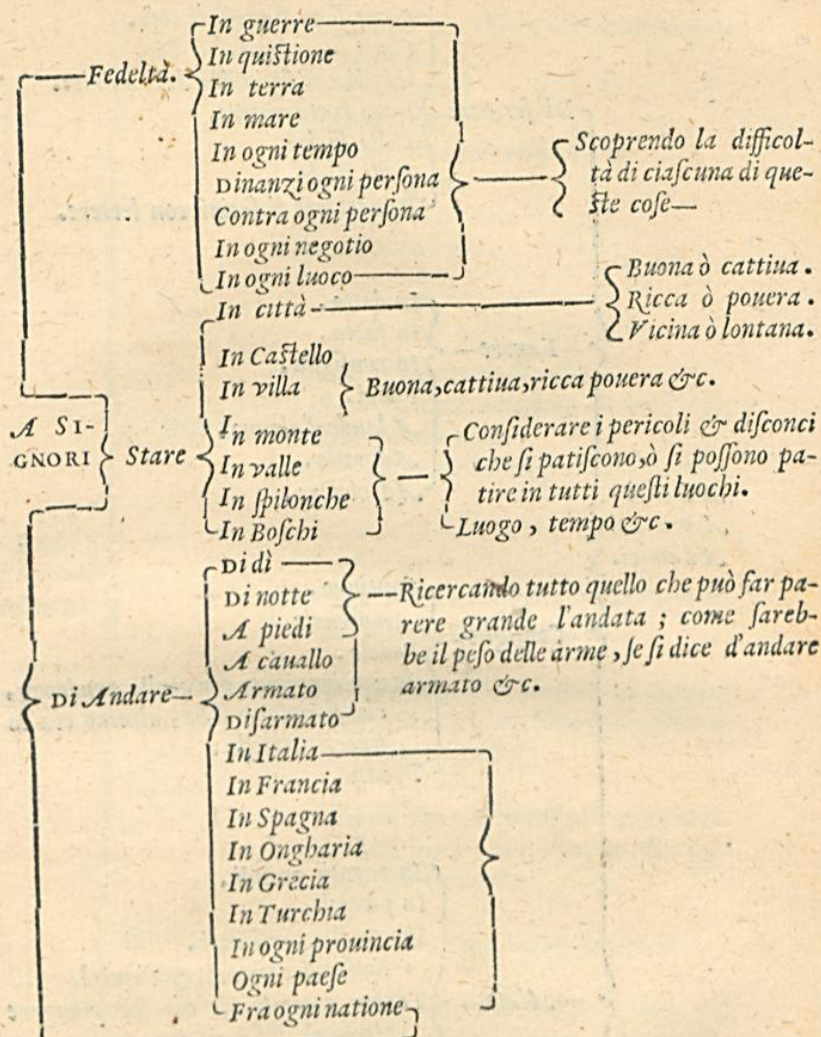 In guerre
Fedeltà.
In quistione
In terra
In mare
In ogni tempo
Dinanzi ogni persona
Contra ogni persona
In ogni negotio
In ogni luoco
Scoprendo la difficol-
tà di ciascuna di que-
ste cose
A SI-
GNORI
Stare
In città
Buona ò cattiua.
Ricca ò pouera.
Vicina ò lontana.
In Castello
In villa
Buona, cattiua, ricca pouera &c.
In monte
In valle
In spilonche
In Boschi
Considerare i pericoli & disconci
che si patiscono, ò si possono pa-
tire in tutti questi luochi.
Luogo, tempo &c.
Di Andare
Di dì
Di notte
A piedi
A cauallo
Armato
Disarmato
Ricercando tutto quello che può far pa-
rere grande l'andata; come sareb-
be il peso delle arme, se si dice d'andare
armato &c.
In Italia
In Francia
In Spagna
In Ongharia
In Grecia
In Turchia
In ogni prouincia
Ogni paese
Fra ogni natione